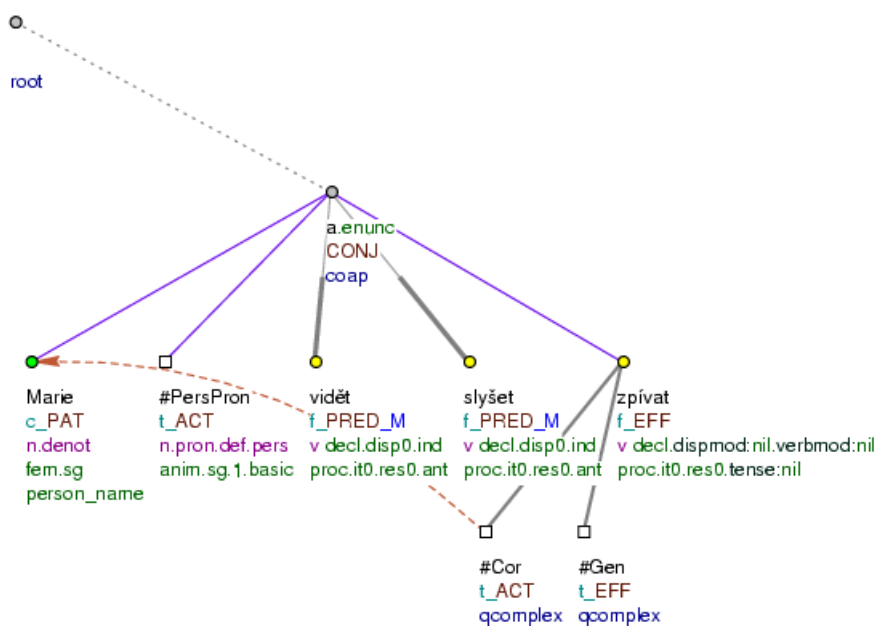 root
a.enunc
CONJ
coap
Marie
c_PAT
n.denot
fem.sg
person_name
#PersPron
t_ACT
n.pron.def.pers
anim.sg.1.basic
vidět
f_PRED_M
v decl.disp0.ind
proc.it0.res0.ant
slyšet
f_PRED_M
v decl.disp0.ind
proc.it0.res0.ant
zpívat
f_EFF
v decl.dispmod:nil.verbmod:nil
proc.it0.res0.tense:nil
#Cor
t_ACT
qcomplex
#Gen
t_EFF
qcomplex